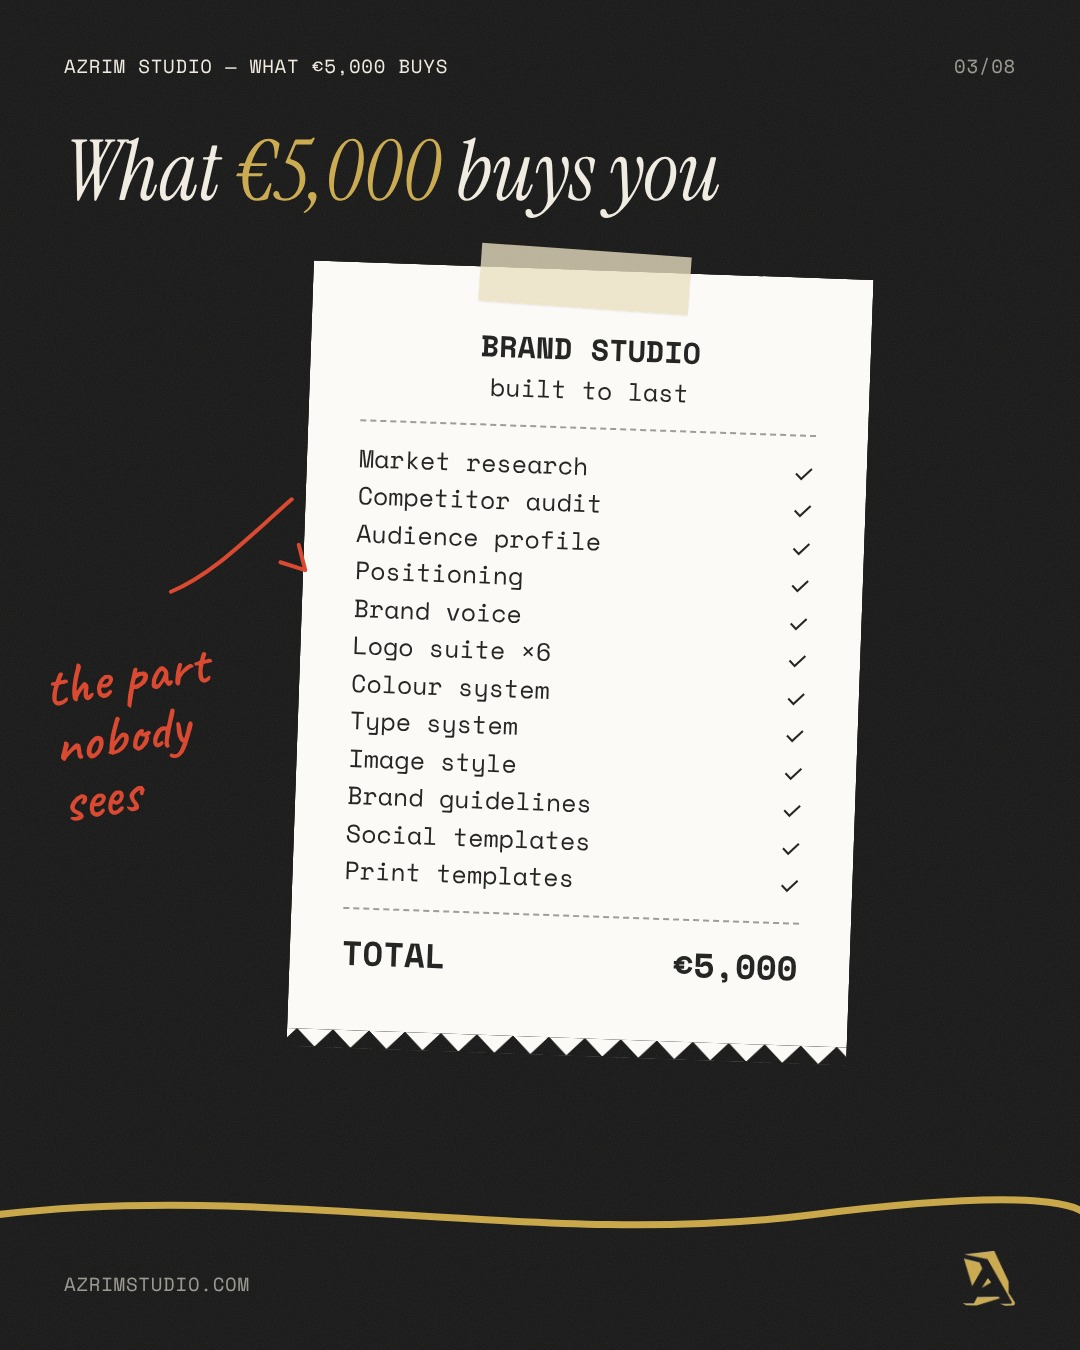 AZRIM STUDIO — WHAT €5,000 BUYS
03/08
What €5,000 buys you
BRAND STUDIO
built to last
Market research ✓
Competitor audit ✓
Audience profile ✓
Positioning ✓
Brand voice ✓
Logo suite ×6 ✓
Colour system ✓
Type system ✓
Image style ✓
Brand guidelines ✓
Social templates ✓
Print templates ✓
TOTAL €5,000
the part
nobody
sees
AZRIMSTUDIO.COM